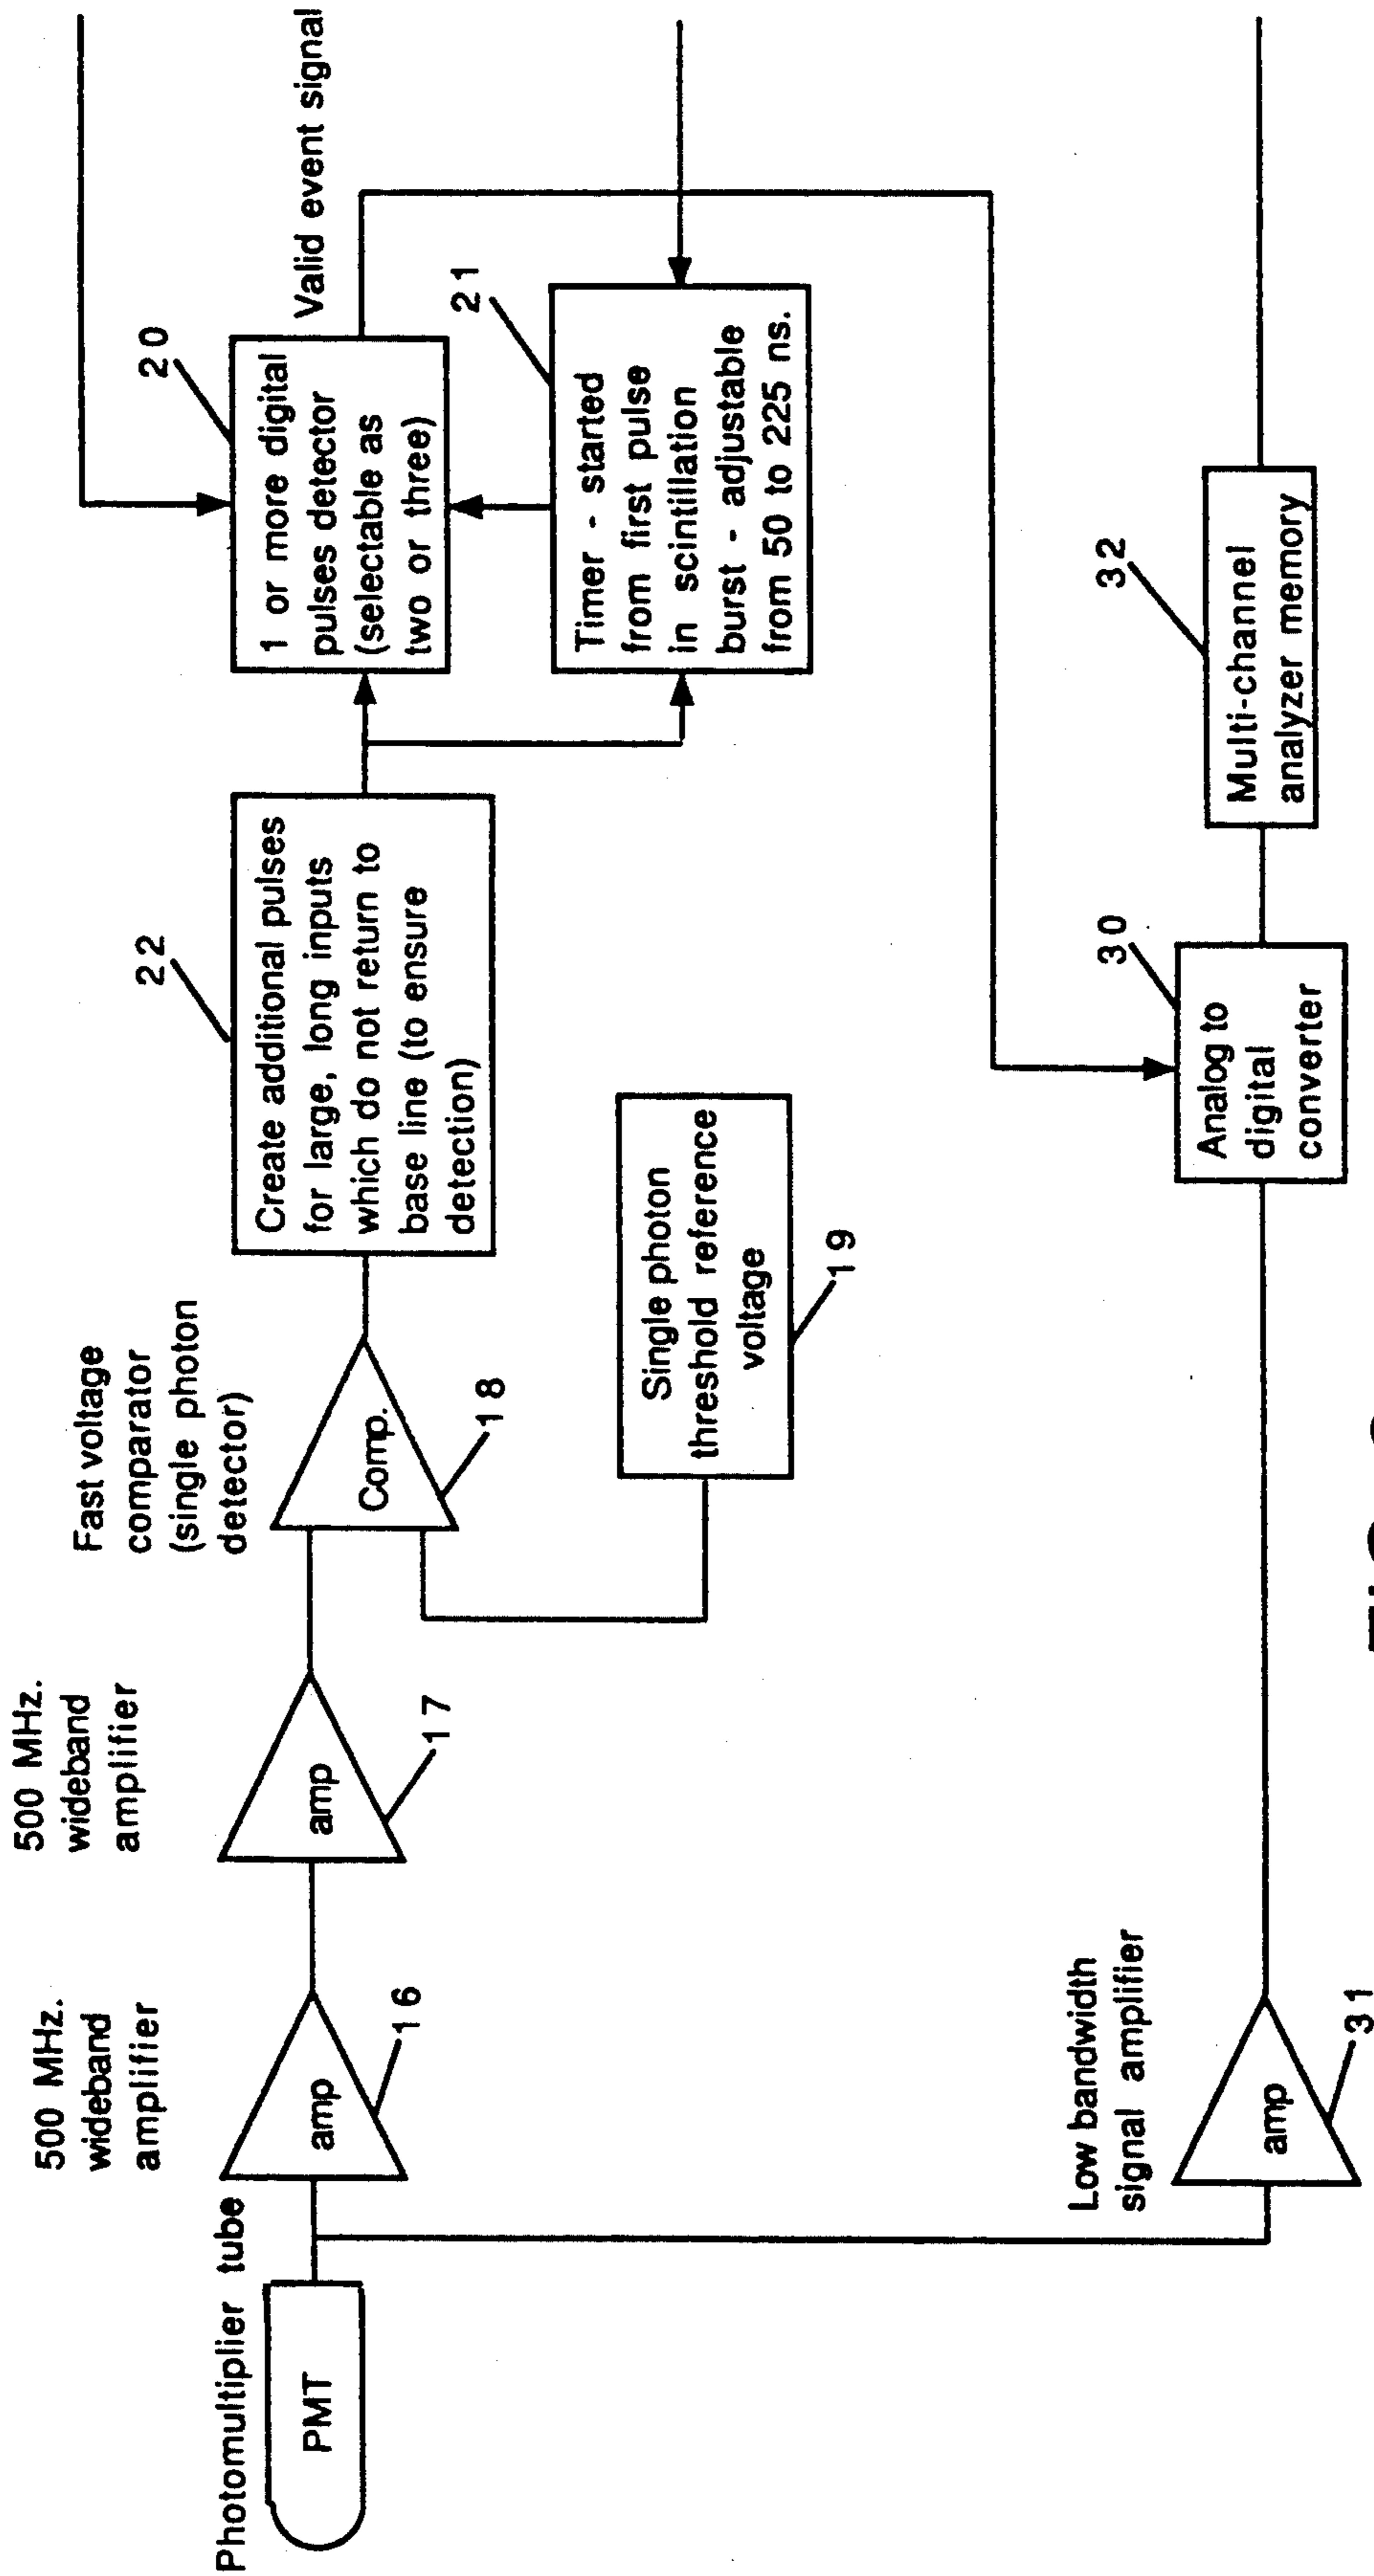 Photomultiplier tube
PMT
500 MHz.
wideband
amplifier
amp
16
500 MHz.
wideband
amplifier
amp
17
Fast voltage
comparator
(single photon
detector)
Comp.
18
Single photon
threshold reference
voltage
19
22
Create additional pulses
for large, long inputs
which do not return to
base line (to ensure
detection)
20
1 or more digital
pulses detector
(selectable as
two or three)
Valid event signal
21
Timer - started
from first pulse
in scintillation
burst - adjustable
from 50 to 225 ns.
Low bandwidth
signal amplifier
amp
31
30
Analog to
digital
converter
32
Multi-channel
analyzer memory